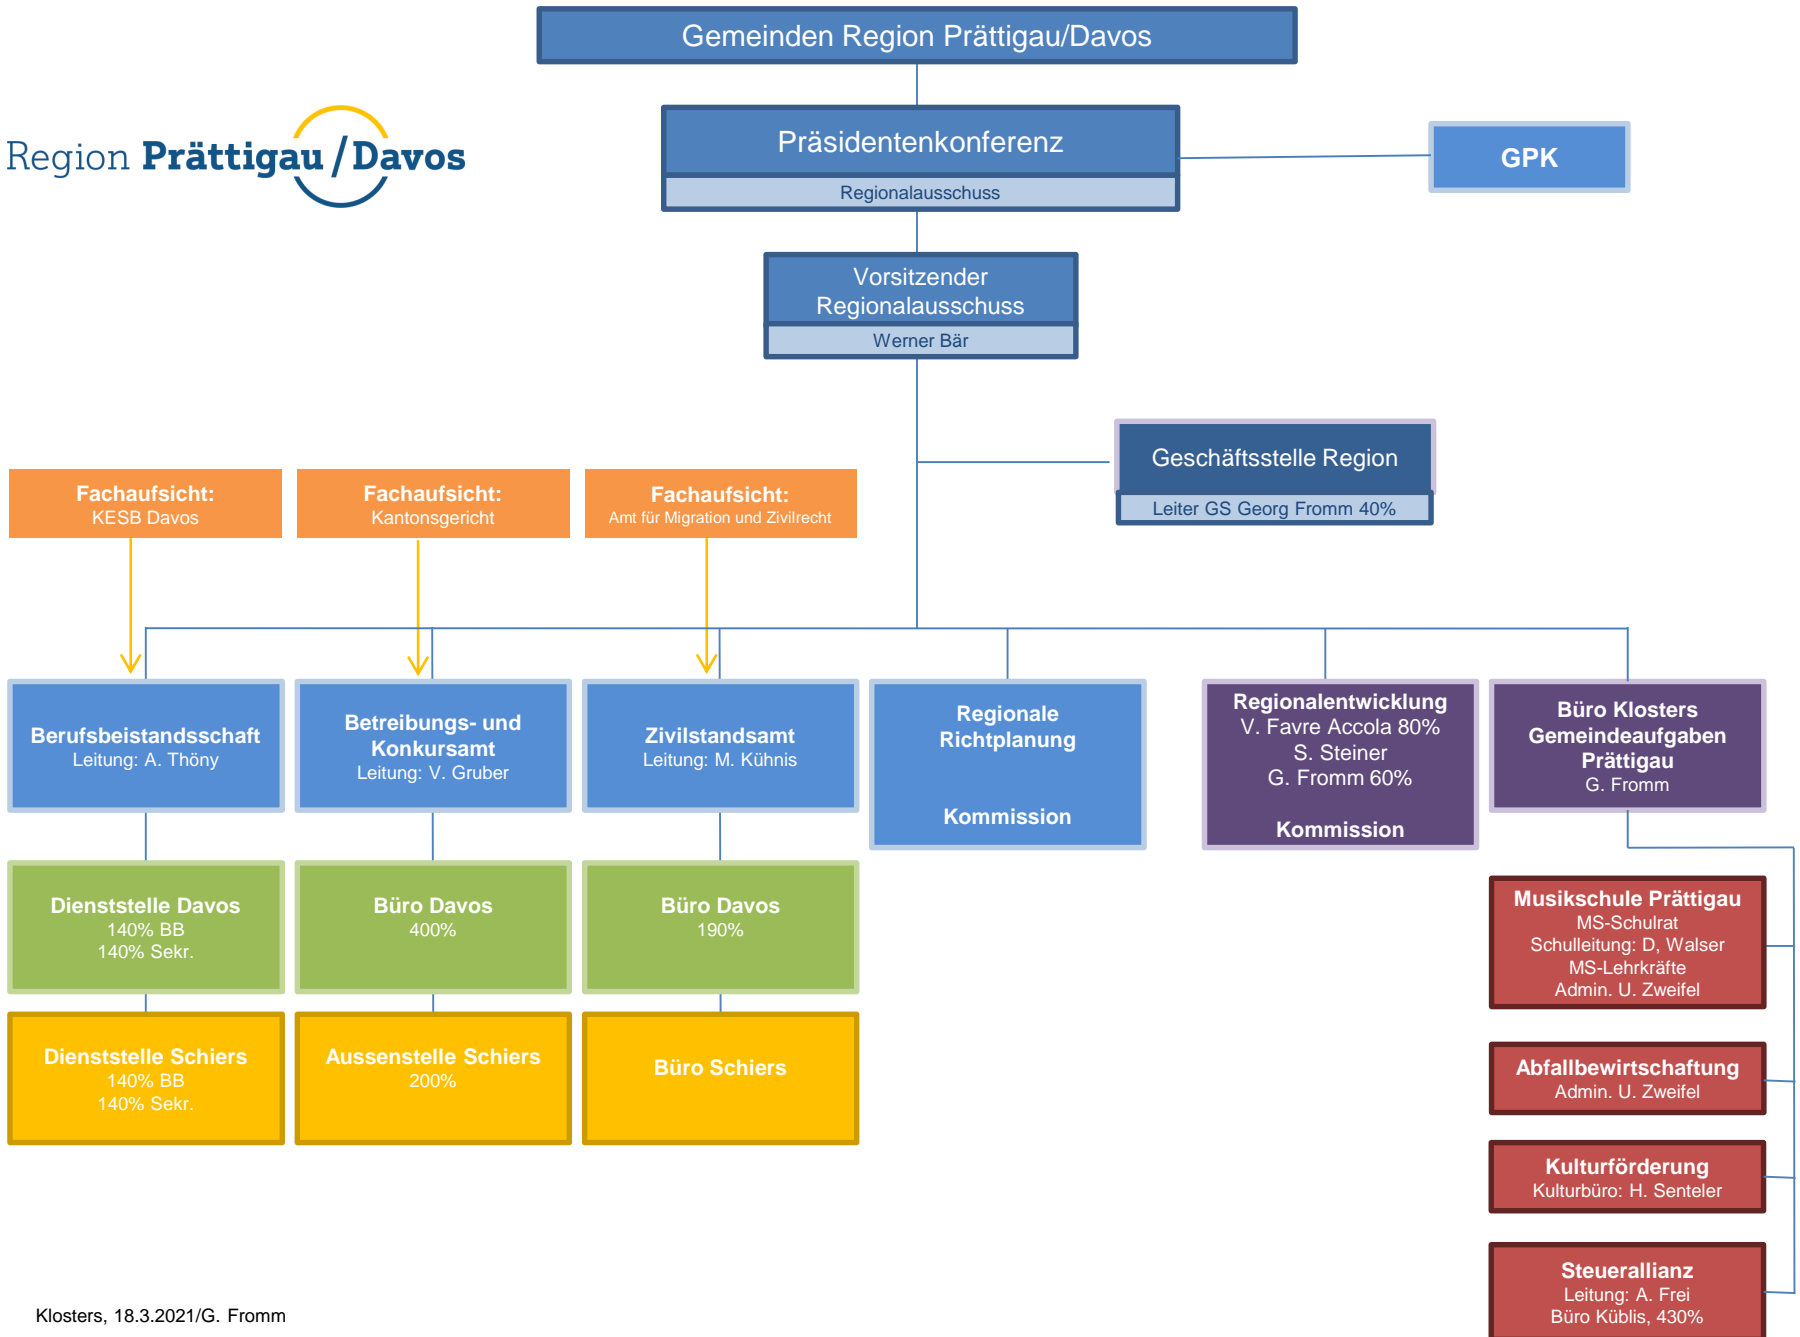 Gemeinden Region Prättigau/Davos
Region Prättigau / Davos
Präsidentenkonferenz
Regionalausschuss
GPK
Vorsitzender
Regionalausschuss
Werner Bär
Geschäftsstelle Region
Leiter GS Georg Fromm 40%
Fachaufsicht:
KESB Davos
Fachaufsicht:
Kantonsgericht
Fachaufsicht:
Amt für Migration und Zivilrecht
Berufsbeistandsschaft
Leitung: A. Thöny
Betreibungs- und
Konkursamt
Leitung: V. Gruber
Zivilstandsamt
Leitung: M. Kühnis
Regionale
Richtplanung
Kommission
Regionalentwicklung
V. Favre Accola 80%
S. Steiner
G. Fromm 60%
Kommission
Büro Klosters
Gemeindeaufgaben
Prättigau
G. Fromm
Dienststelle Davos
140% BB
140% Sekr.
Büro Davos
400%
Büro Davos
190%
Musikschule Prättigau
MS-Schulrat
Schulleitung: D, Walser
MS-Lehrkräfte
Admin. U. Zweifel
Dienststelle Schiers
140% BB
140% Sekr.
Aussenstelle Schiers
200%
Büro Schiers
Abfallbewirtschaftung
Admin. U. Zweifel
Kulturförderung
Kulturbüro: H. Senteler
Steuerallianz
Leitung: A. Frei
Büro Küblis, 430%
Klosters, 18.3.2021/G. Fromm